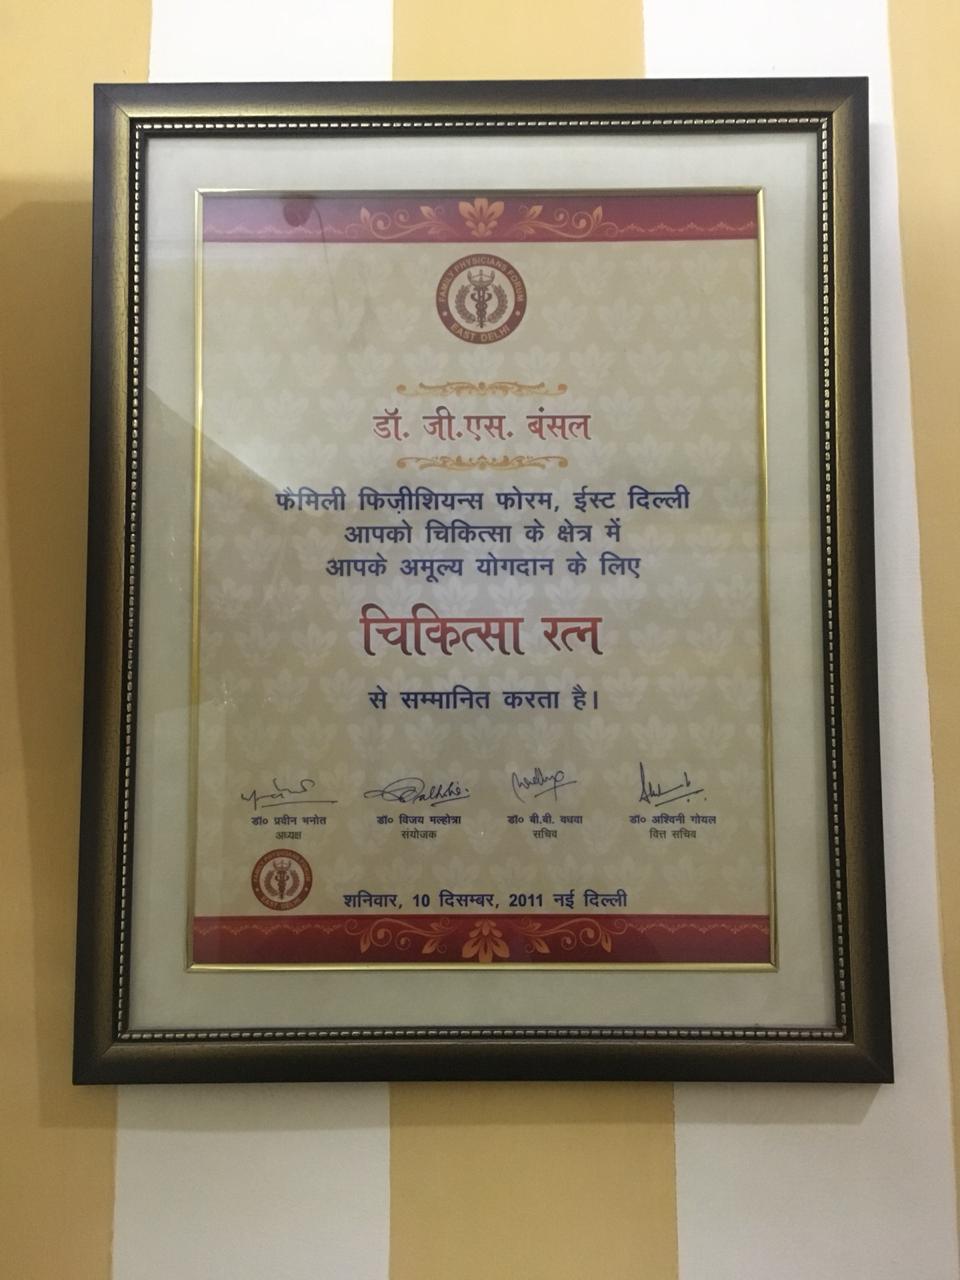 FAMILY PHYSICIANS FORUM
EAST DELHI
डॉ. जी.एस. बंसल
फैमिली फिज़ीशियन्स फोरम, ईस्ट दिल्ली
आपको चिकित्सा के क्षेत्र में
आपके अमूल्य योगदान के लिए
चिकित्सा रत्न
से सम्मानित करता है।
डॉ० प्रवीन भनोत डॉ० विजय मल्होत्रा डॉ० बी.बी. वधवा डॉ० अश्विनी गोयल
अध्यक्ष संयोजक सचिव वित्त सचिव
FAMILY PHYSICIANS FORUM
EAST DELHI
शनिवार, 10 दिसम्बर, 2011 नई दिल्ली